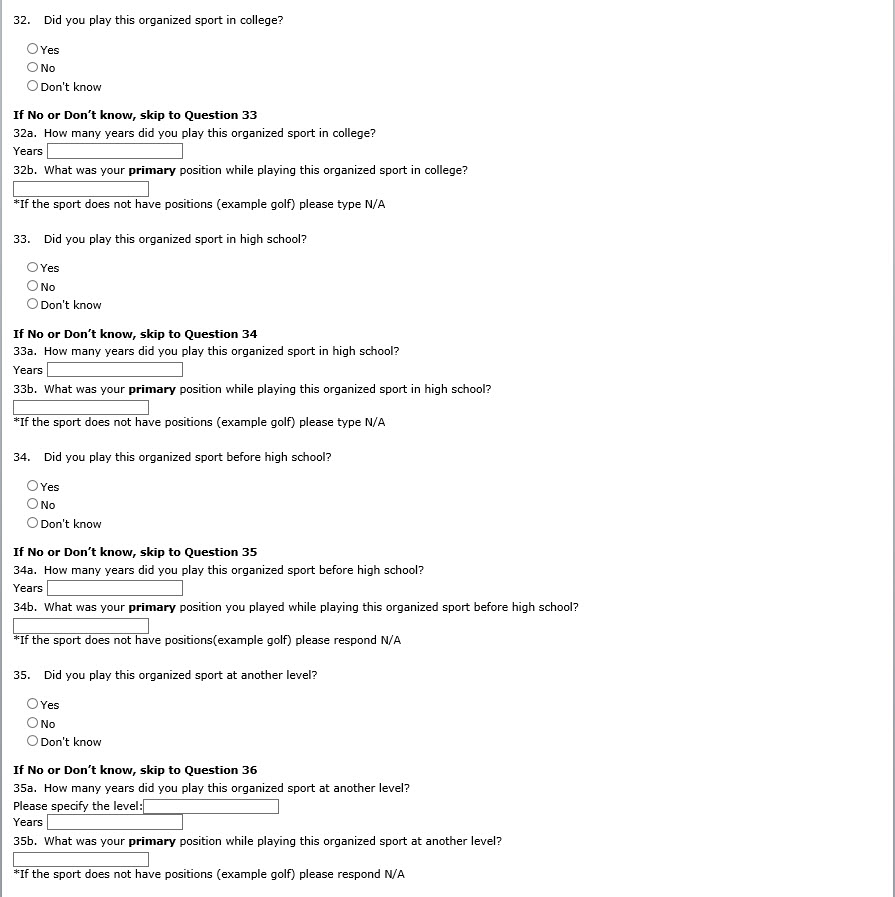 32. Did you play this organized sport in college?
Yes
No
Don't know
If No or Don't know, skip to Question 33
32a. How many years did you play this organized sport in college?
Years
32b. What was your primary position while playing this organized sport in college?
*If the sport does not have positions (example golf) please type N/A
33. Did you play this organized sport in high school?
Yes
No
Don't know
If No or Don't know, skip to Question 34
33a. How many years did you play this organized sport in high school?
Years
33b. What was your primary position while playing this organized sport in high school?
*If the sport does not have positions (example golf) please type N/A
34. Did you play this organized sport before high school?
Yes
No
Don't know
If No or Don't know, skip to Question 35
34a. How many years did you play this organized sport before high school?
Years
34b. What was your primary position you played while playing this organized sport before high school?
*If the sport does not have positions(example golf) please respond N/A
35. Did you play this organized sport at another level?
Yes
No
Don't know
If No or Don't know, skip to Question 36
35a. How many years did you play this organized sport at another level?
Please specify the level:
Years
35b. What was your primary position while playing this organized sport at another level?
*If the sport does not have positions (example golf) please respond N/A